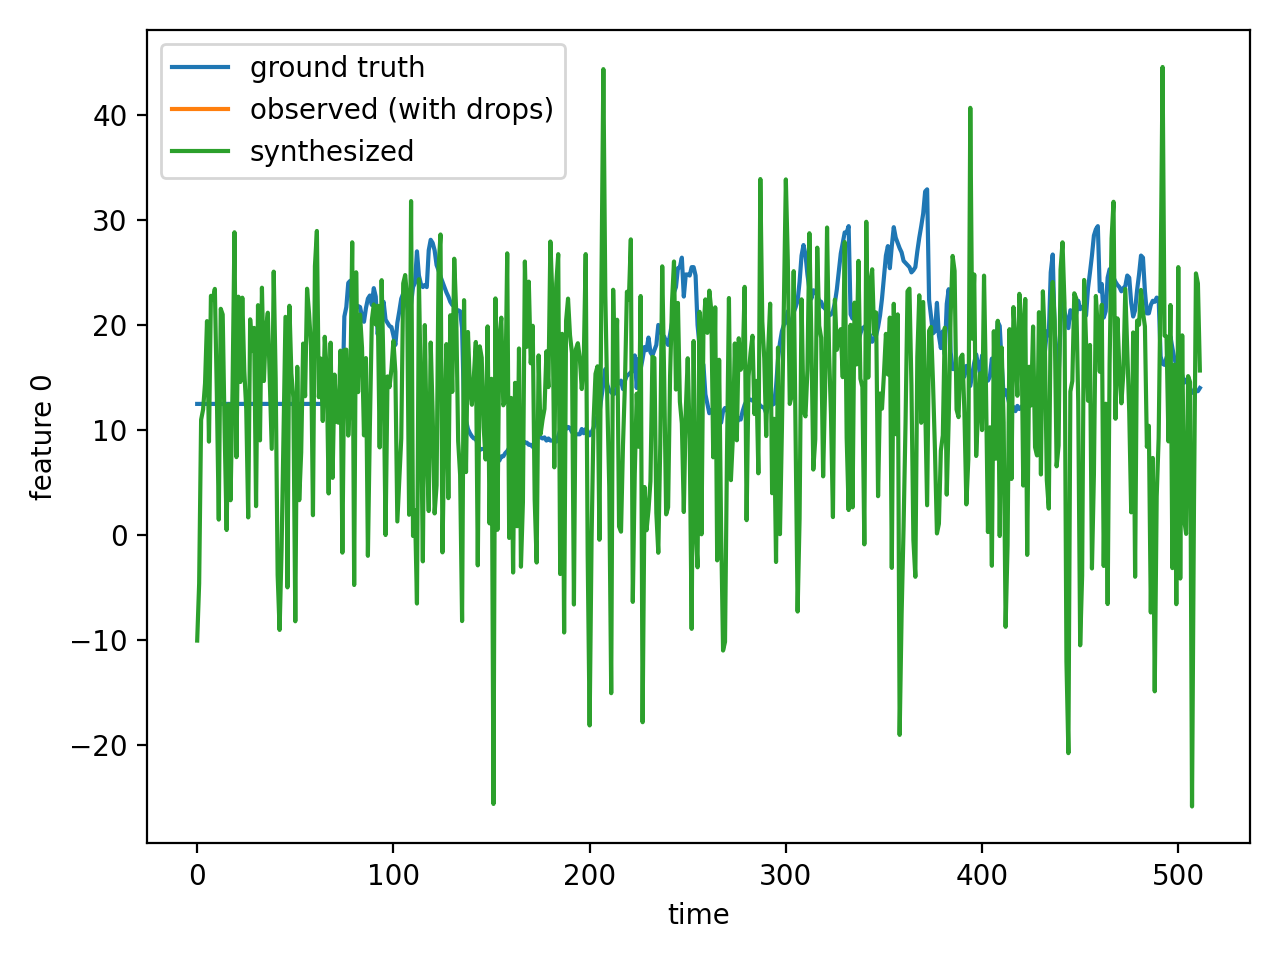 ground truth
observed (with drops)
synthesized
40
30
20
10
0
−10
−20
feature 0
0
100
200
300
400
500
time